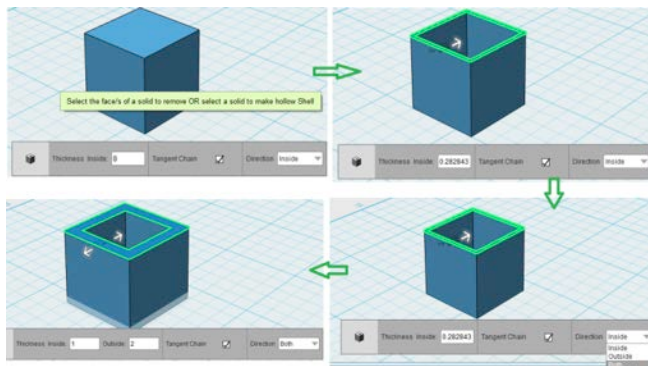 Select the face/s of a solid to remove OR select a solid to make hollow Shell
Thickness Inside: 0 Tangent Chain Direction Inside
Thickness Inside: 0.282843 Tangent Chain Direction Inside
Thickness Inside: 0.282843 Tangent Chain Direction Inside
Inside
Outside
Both
Thickness Inside: 1 Outside: 2 Tangent Chain Direction Both